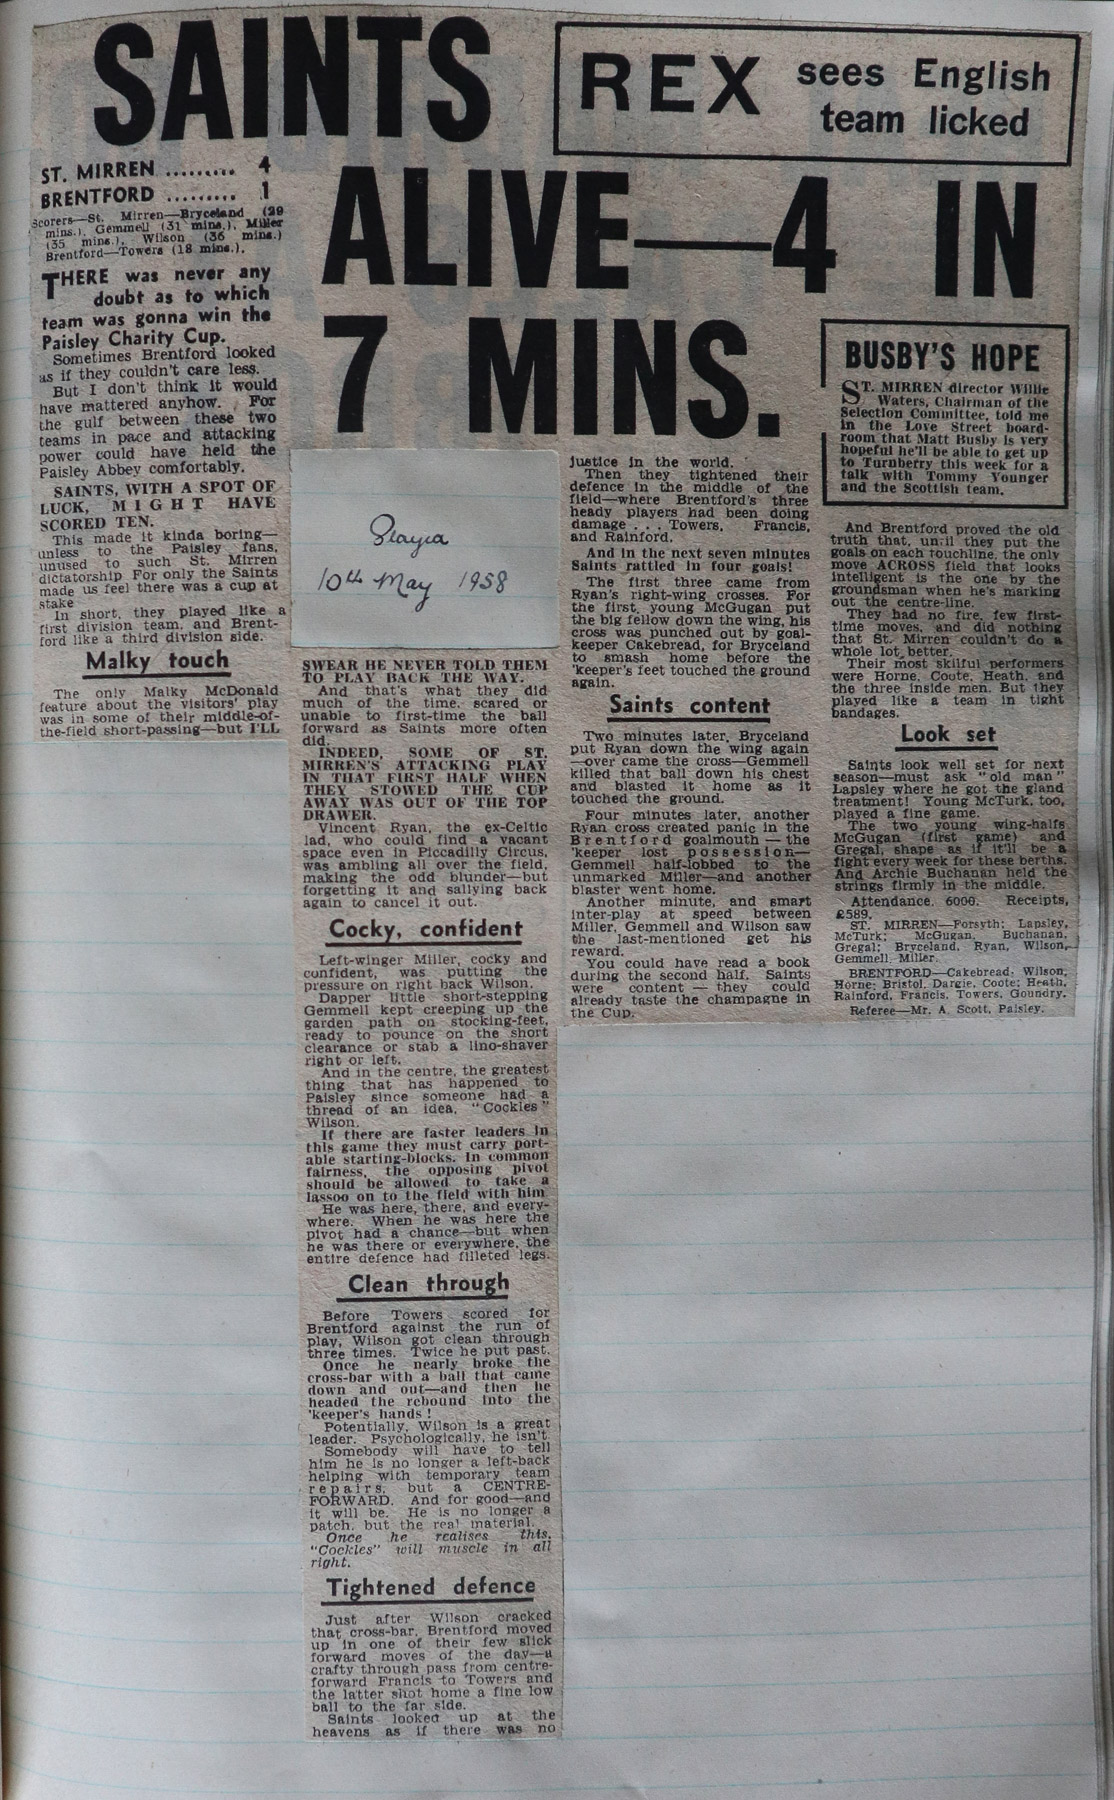 SAINTS
REX sees English
team licked
ALIVE—4 IN
7 MINS.
ST. MIRREN ......... 4
BRENTFORD ......... 1
Scorers—St. Mirren—Bryceland (29
mins.), Gemmell (31 mins.), Miller
(35 mins.), Wilson (36 mins.)
Brentford—Towers (18 mins.).
THERE was never any
doubt as to which
team was gonna win the
Paisley Charity Cup.
Sometimes Brentford looked
as if they couldn't care less.
But I don't think it would
have mattered anyhow. For
the gulf between these two
teams in pace and attacking
power could have held the
Paisley Abbey comfortably.
SAINTS, WITH A SPOT OF
LUCK, MIGHT HAVE
SCORED TEN.
This made it kinda boring—
unless to the Paisley fans,
unused to such St. Mirren
dictatorship For only the Saints
made us feel there was a cup at
stake
In short, they played like a
first division team, and Brent-
ford like a third division side.
Malky touch
The only Malky McDonald
feature about the visitors' play
was in some of their middle-of-
the-field short-passing—but I'LL
10th May 1958
SWEAR HE NEVER TOLD THEM
TO PLAY BACK THE WAY.
And that's what they did
much of the time, scared or
unable to first-time the ball
forward as Saints more often
did.
INDEED, SOME OF ST.
MIRREN'S ATTACKING PLAY
IN THAT FIRST HALF WHEN
THEY STOWED THE CUP
AWAY WAS OUT OF THE TOP
DRAWER.
Vincent Ryan, the ex-Celtic
lad, who could find a vacant
space even in Piccadilly Circus,
was ambling all over the field,
making the odd blunder—but
forgetting it and sallying back
again to cancel it out.
Cocky, confident
Left-winger Miller, cocky and
confident, was putting the
pressure on right back Wilson.
Dapper little short-stepping
Gemmell kept creeping up the
garden path on stocking-feet,
ready to pounce on the short
clearance or stab a lino-shaver
right or left.
And in the centre, the greatest
thing that has happened to
Paisley since someone had a
thread of an idea, "Cockles"
Wilson.
If there are faster leaders in
this game they must carry port-
able starting-blocks. In common
fairness, the opposing pivot
should be allowed to take a
lassoo on to the field with him
He was here, there, and every-
where. When he was here the
pivot had a chance—but when
he was there or everywhere, the
entire defence had filleted legs.
Clean through
Before Towers scored for
Brentford against the run of
play, Wilson got clean through
three times. Twice he put past.
Once he nearly broke the
cross-bar with a ball that came
down and out—and then he
headed the rebound into the
'keeper's hands!
Potentially, Wilson is a great
leader. Psychologically, he isn't.
Somebody will have to tell
him he is no longer a left-back
helping with temporary team
repairs, but a CENTRE-
FORWARD. And for good—and
it will be. He is no longer a
patch, but the real material.
Once he realises this,
"Cockles" will muscle in all
right.
Tightened defence
Just after Wilson cracked
that cross-bar, Brentford moved
up in one of their few slick
forward moves of the day—a
crafty through pass from centre-
forward Francis to Towers and
the latter shot home a fine low
ball to the far side.
Saints looked up at the
heavens as if there was no
justice in the world.
Then they tightened their
defence in the middle of the
field—where Brentford's three
heady players had been doing
damage . . . Towers, Francis,
and Rainford.
And in the next seven minutes
Saints rattled in four goals!
The first three came from
Ryan's right-wing crosses. For
the first, young McGugan put
the big fellow down the wing, his
cross was punched out by goal-
keeper Cakebread, for Bryceland
to smash home before the
'keeper's feet touched the ground
again.
Saints content
Two minutes later, Bryceland
put Ryan down the wing again
—over came the cross—Gemmell
killed that ball down his chest
and blasted it home as it
touched the ground.
Four minutes later, another
Ryan cross created panic in the
Brentford goalmouth — the
'keeper lost possession—
Gemmell half-lobbed to the
unmarked Miller—and another
blaster went home.
Another minute, and smart
inter-play at speed between
Miller, Gemmell and Wilson saw
the last-mentioned get his
reward.
You could have read a book
during the second half. Saints
were content — they could
already taste the champagne in
the Cup.
BUSBY'S HOPE
ST. MIRREN director Willie
Waters, Chairman of the
Selection Committee, told me
in the Love Street board-
room that Matt Busby is very
hopeful he'll be able to get up
to Turnberry this week for a
talk with Tommy Younger
and the Scottish team.
And Brentford proved the old
truth that, until they put the
goals on each touchline, the only
move ACROSS field that looks
intelligent is the one by the
groundsman when he's marking
out the centre-line.
They had no fire, few first-
time moves, and did nothing
that St. Mirren couldn't do a
whole lot better.
Their most skilful performers
were Horne, Coote, Heath, and
the three inside men. But they
played like a team in tight
bandages.
Look set
Saints look well set for next
season—must ask "old man"
Lapsley where he got the gland
treatment! Young McTurk, too,
played a fine game.
The two young wing-halfs
McGugan (first game) and
Gregal, shape as if it'll be a
fight every week for these berths.
And Archie Buchanan held the
strings firmly in the middle.
Attendance, 6000. Receipts,
£589.
ST. MIRREN—Forsyth; Lapsley,
McTurk; McGugan, Buchanan,
Gregal; Bryceland, Ryan, Wilson,
Gemmell, Miller.
BRENTFORD—Cakebread; Wilson,
Horne; Bristol, Dargie, Coote; Heath,
Rainford, Francis, Towers, Goundry.
Referee—Mr. A. Scott, Paisley.